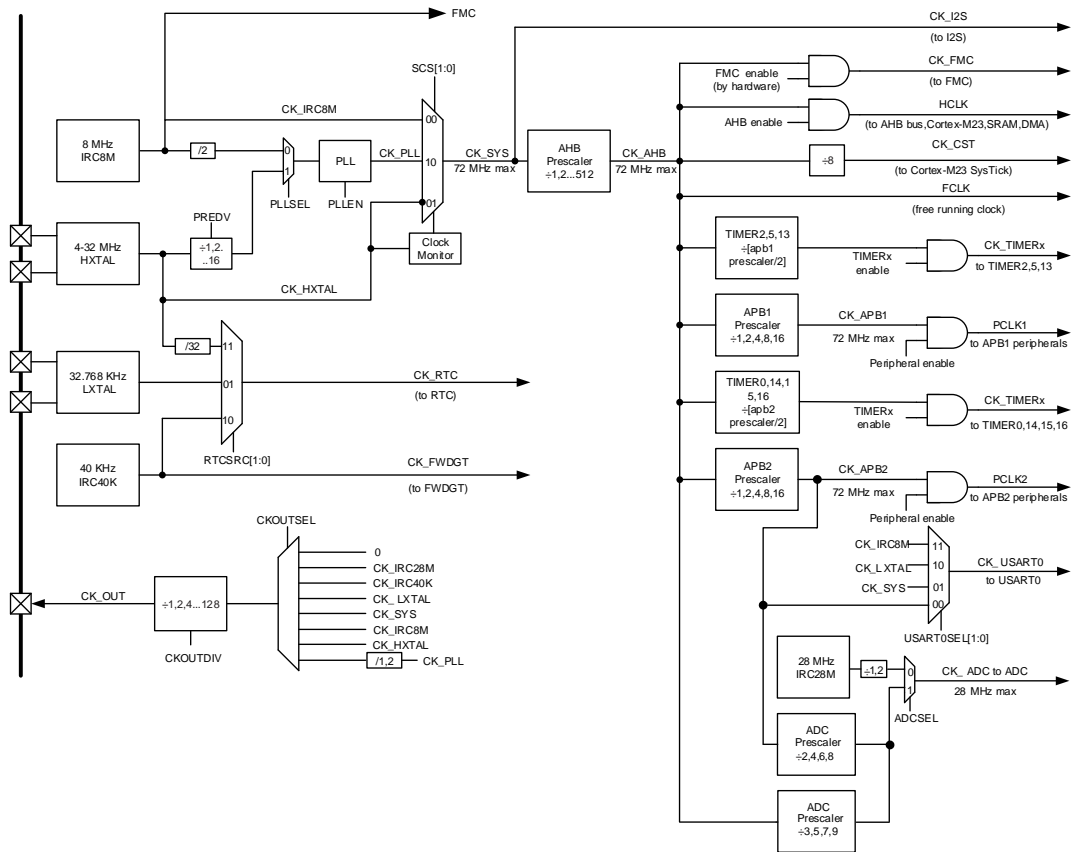 FMC
CK_I2S
(to I2S)
SCS[1:0]
CK_FMC
FMC enable
(by hardware)
(to FMC)
CK_IRC8M
00
HCLK
AHB enable
(to AHB bus,Cortex-M23,SRAM,DMA)
8 MHz
IRC8M
/2
0
1
PLL
CK_PLL
10
CK_SYS
72 MHz max
AHB
Prescaler
÷1,2...512
CK_AHB
72 MHz max
CK_CST
÷8
(to Cortex-M23 SysTick)
PLLSEL
PLLEN
01
FCLK
(free running clock)
PREDV
4-32 MHz
HXTAL
÷1,2.
..16
Clock
Monitor
TIMER2,5,13
÷[apb1
prescaler/2]
TIMERx
enable
CK_TIMERx
to TIMER2,5,13
CK_HXTAL
APB1
Prescaler
÷1,2,4,8,16
CK_APB1
72 MHz max
Peripheral enable
PCLK1
to APB1 peripherals
/32
11
32.768 KHz
LXTAL
01
CK_RTC
(to RTC)
10
TIMER0,14,1
5,16
÷[apb2
prescaler/2]
TIMERx
enable
CK_TIMERx
to TIMER0,14,15,16
RTCSRC[1:0]
40 KHz
IRC40K
CK_FWDGT
(to FWDGT)
APB2
Prescaler
÷1,2,4,8,16
CK_APB2
72 MHz max
Peripheral enable
PCLK2
to APB2 peripherals
CKOUTSEL
0
CK_IRC28M
CK_IRC40K
CK_LXTAL
CK_SYS
CK_IRC8M
CK_HXTAL
/1,2
CK_PLL
CK_OUT
÷1,2,4...128
CKOUTDIV
CK_IRC8M
11
CK_LXTAL
10
CK_SYS
01
00
CK_USART0
to USART0
USART0SEL[1:0]
28 MHz
IRC28M
÷1,2
0
1
CK_ ADC to ADC
28 MHz max
ADCSEL
ADC
Prescaler
÷2,4,6,8
ADC
Prescaler
÷3,5,7,9